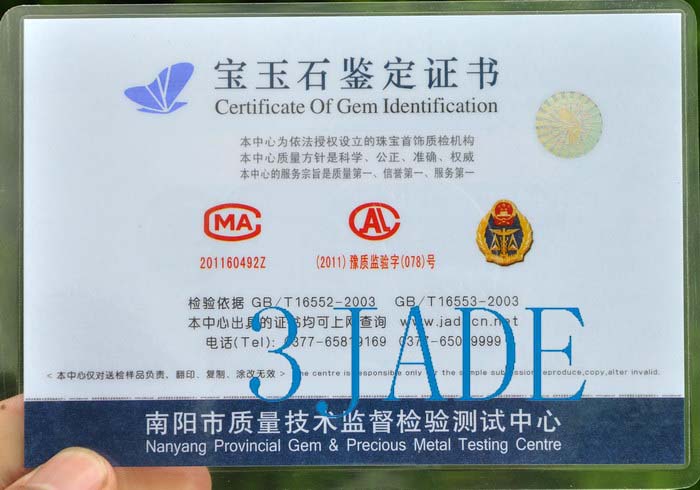 宝玉石鉴定证书
Certificate Of Gem Identification
本中心为依法授权设立的珠宝首饰质检机构
本中心质量方针是科学、公正、准确、权威
本中心的服务宗旨是质量第一、信誉第一、服务第一
MA
AL
201160492Z
(2011)豫质监验字(078)号
检验依据 GB/T16552-2003 GB/T16553-2003
本中心出具的证书均可上网查询 www.jadecn.net
电话(Tel):
3 JADE
<本中心仅对送检样品负责、翻印、复制、涂改无效> The centre is responsible only for the sample submission,reproduce,copy,alter invalid.
南阳市质量技术监督检验测试中心
Nanyang Provincial Gem & Precious Metal Testing Centre